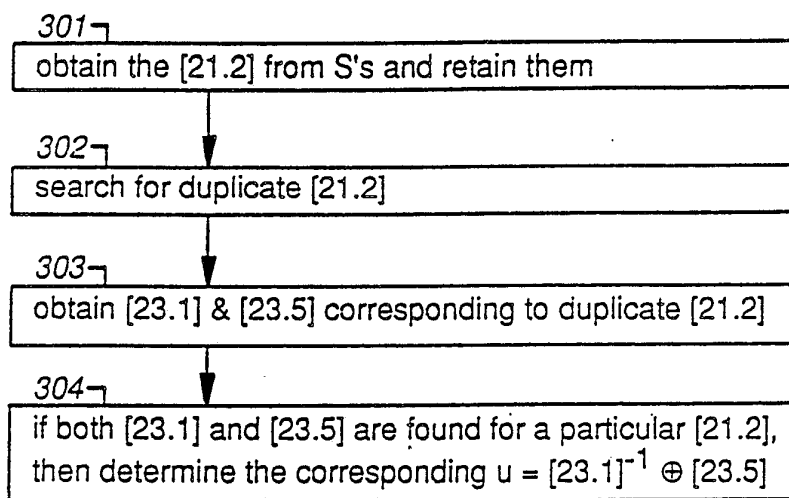 301
obtain the [21.2] from S's and retain them
302
search for duplicate [21.2]
303
obtain [23.1] & [23.5] corresponding to duplicate [21.2]
304
if both [23.1] and [23.5] are found for a particular [21.2],
then determine the corresponding u = [23.1]⁻¹ ⊕ [23.5]